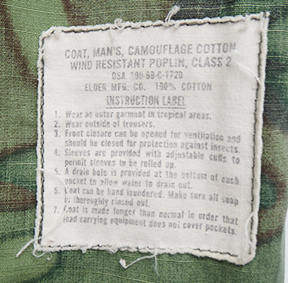 COAT, MAN'S, CAMOUFLAGE COTTON
WIND RESISTANT POPLIN, CLASS 2
DSA 100-68-C-1720
ELDER MFG. CO. 100% COTTON
INSTRUCTION LABEL
1. Wear as outer garment in tropical areas.
2. Wear outside of trousers.
3. Front closure can be opened for ventilation and
should be closed for protection against insects.
4. Sleeves are provided with adjustable cuffs to
permit sleeves to be rolled up.
5. A drain hole is provided at the bottom of each
pocket to allow water to drain out.
6. Coat can be hand laundered. Make sure all soap
is thoroughly rinsed out.
7. Coat is made longer than normal in order that
load carrying equipment does not cover pockets.